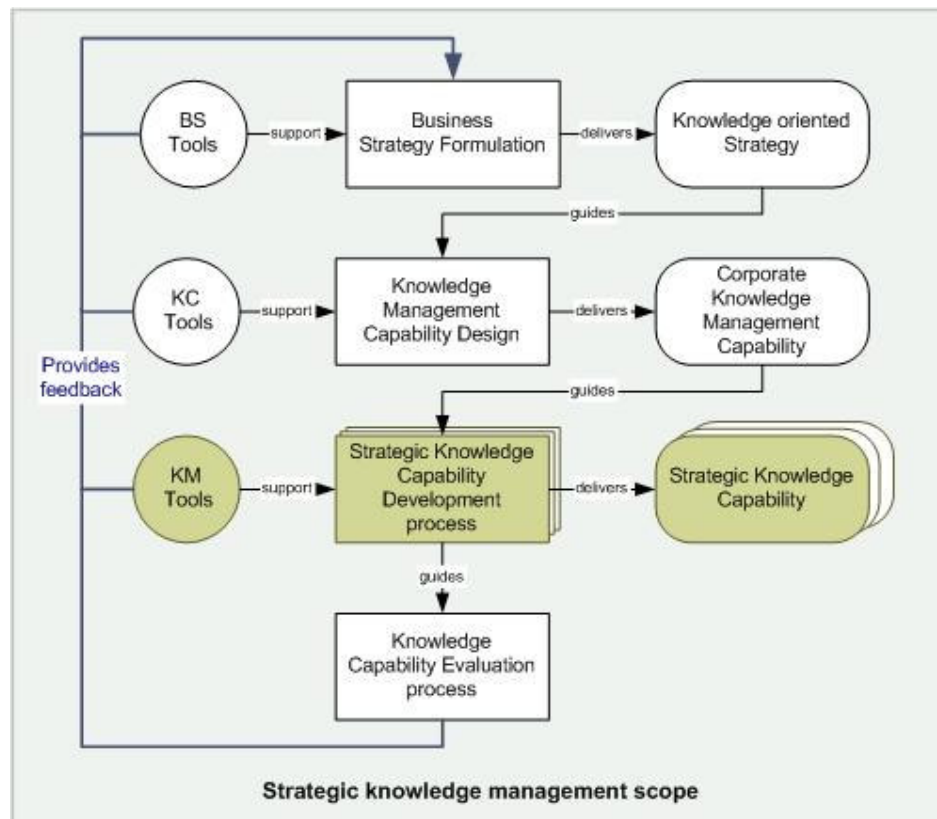 BS
Tools
support
Business
Strategy Formulation
delivers
Knowledge oriented
Strategy
guides
KC
Tools
support
Knowledge
Management
Capability Design
delivers
Corporate
Knowledge
Management
Capability
Provides
feedback
guides
KM
Tools
support
Strategic Knowledge
Capability
Development
process
delivers
Strategic Knowledge
Capability
guides
Knowledge
Capability Evaluation
process
Strategic knowledge management scope